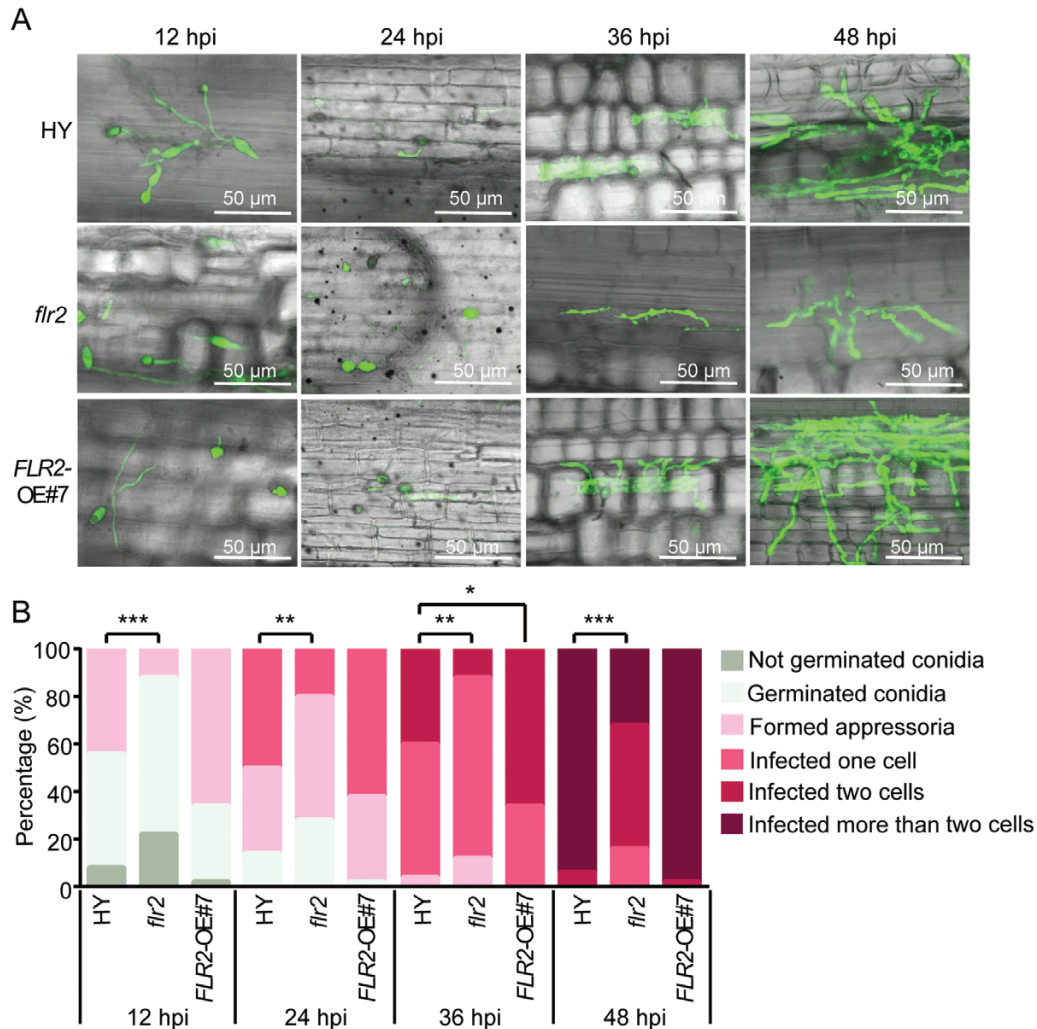 A
12 hpi 24 hpi 36 hpi 48 hpi
HY
50 µm 50 µm 50 µm 50 µm
flr2
50 µm 50 µm 50 µm 50 µm
FLR2-
OE#7
50 µm 50 µm 50 µm 50 µm
B
*** ** ** * ***
Percentage (%)
100
80
60
40
20
0
Not germinated conidia
Germinated conidia
Formed appressoria
Infected one cell
Infected two cells
Infected more than two cells
HY flr2 FLR2-OE#7 HY flr2 FLR2-OE#7 HY flr2 FLR2-OE#7 HY flr2 FLR2-OE#7
12 hpi 24 hpi 36 hpi 48 hpi